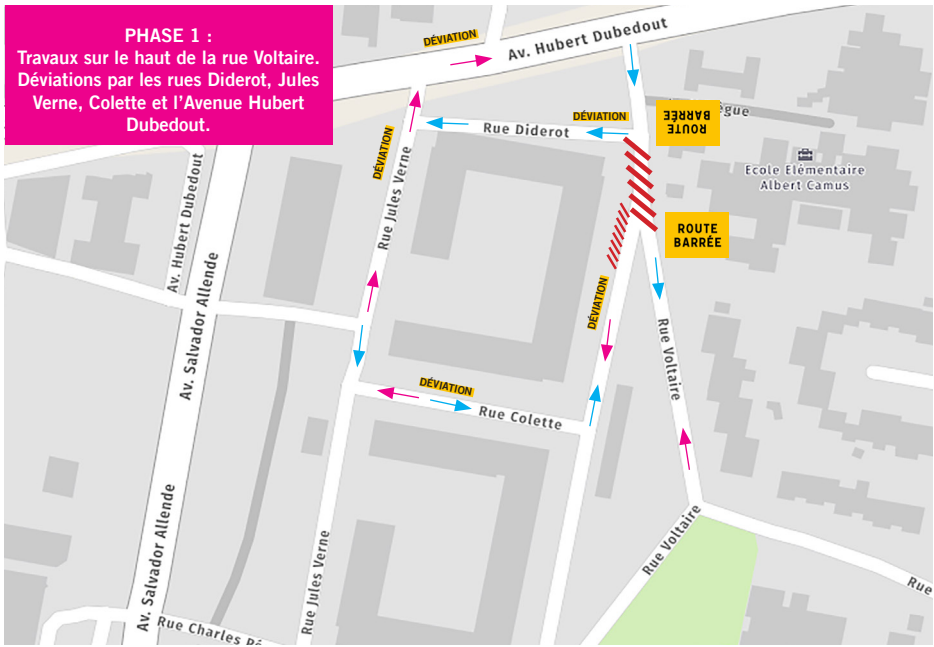 PHASE 1 :
Travaux sur le haut de la rue Voltaire.
Déviations par les rues Diderot, Jules
Verne, Colette et l'Avenue Hubert
Dubedout.
DÉVIATION
Av. Hubert Dubedout
DÉVIATION
Rue Diderot
ROUTE
BARRÉE
ègue
Ecole Elémentaire
Albert Camus
DÉVIATION
Rue Jules Verne
Av. Hubert Dubedout
ROUTE
BARRÉE
Av. Salvador Allende
DÉVIATION
Rue Voltaire
DÉVIATION
Rue Colette
Av. Salvador Allende
Rue Jules Verne
Rue Voltaire
Rue
Rue Charles Pé